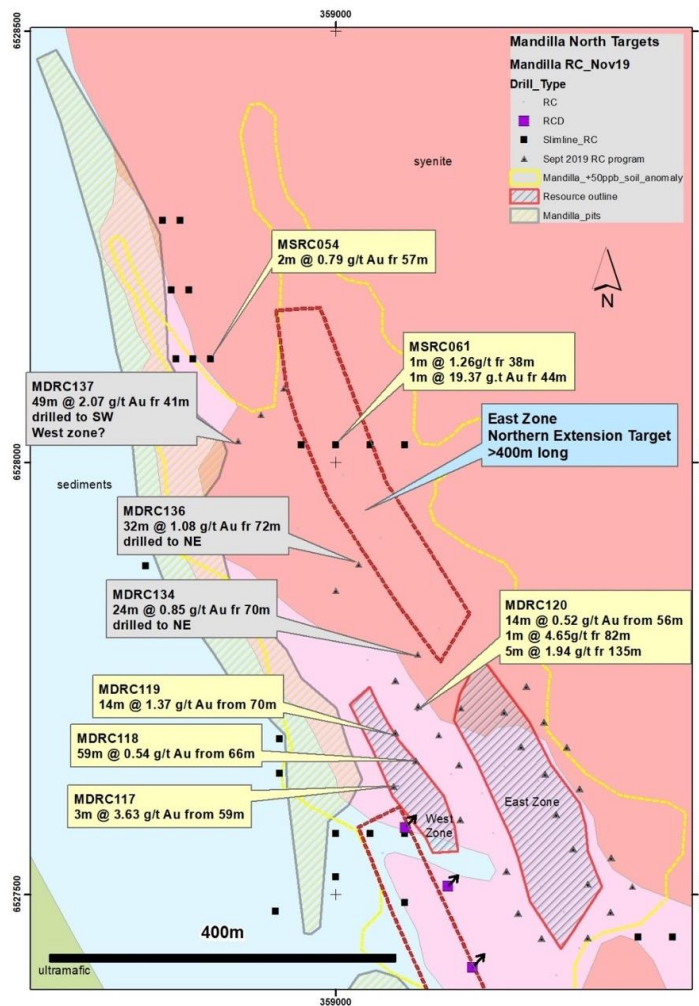 359000
6528500
Mandilla North Targets
Mandilla RC_Nov19
Drill_Type
RC
RCD
Slimline_RC
Sept 2019 RC program
Mandilla_+50ppb_soil_anomaly
Resource outline
Mandilla_pits
syenite
N
MSRC054
2m @ 0.79 g/t Au fr 57m
MSRC061
1m @ 1.26g/t fr 38m
1m @ 19.37 g.t Au fr 44m
MDRC137
49m @ 2.07 g/t Au fr 41m
drilled to SW
West zone?
East Zone
Northern Extension Target
>400m long
6528000
sediments
MDRC136
32m @ 1.08 g/t Au fr 72m
drilled to NE
MDRC134
24m @ 0.85 g/t Au fr 70m
drilled to NE
MDRC120
14m @ 0.52 g/t Au from 56m
1m @ 4.65g/t fr 82m
5m @ 1.94 g/t fr 135m
MDRC119
14m @ 1.37 g/t Au from 70m
MDRC118
59m @ 0.54 g/t Au from 66m
MDRC117
3m @ 3.63 g/t Au from 59m
East Zone
West
Zone
6527500
400m
ultramafic
359000